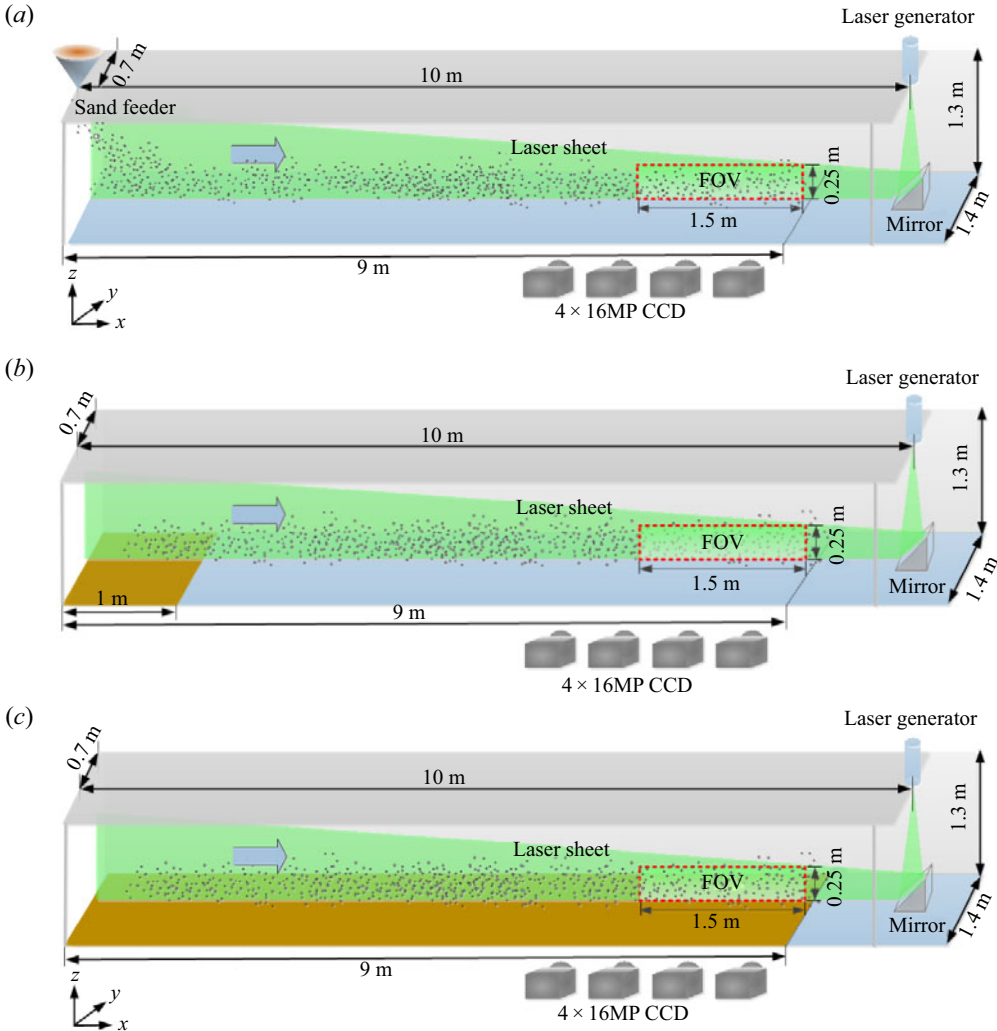 (a)
Laser generator
0.7 m
10 m
Sand feeder
1.3 m
Laser sheet
FOV
0.25 m
1.5 m
Mirror
1.4 m
9 m
z
y
x
4 × 16MP CCD
(b)
Laser generator
0.7 m
10 m
1.3 m
Laser sheet
FOV
0.25 m
1.5 m
Mirror
1.4 m
1 m
9 m
4 × 16MP CCD
(c)
Laser generator
0.7 m
10 m
1.3 m
Laser sheet
FOV
0.25 m
1.5 m
Mirror
1.4 m
9 m
z
y
x
4 × 16MP CCD